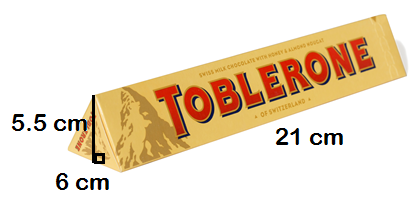 SWISS MILK CHOCOLATE WITH HONEY & ALMOND NOUGAT
TOBLERONE
OF SWITZERLAND
5.5 cm
21 cm
6 cm